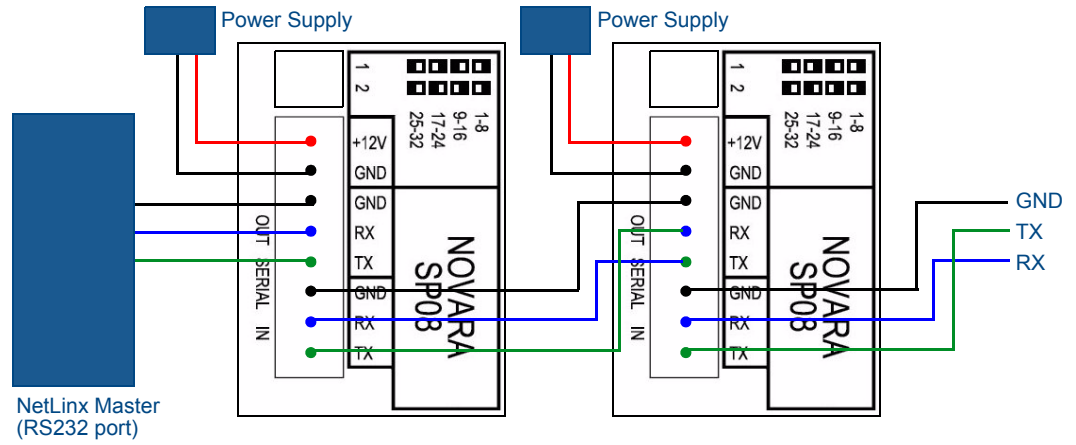 Power Supply
1
2
1-8
9-16
17-24
25-32
+12V
GND
GND
RX
TX
GND
RX
TX
OUT SERIAL IN
NOVARA
SP08
Power Supply
1
2
1-8
9-16
17-24
25-32
+12V
GND
GND
RX
TX
GND
RX
TX
OUT SERIAL IN
NOVARA
SP08
GND
TX
RX
NetLinx Master
(RS232 port)